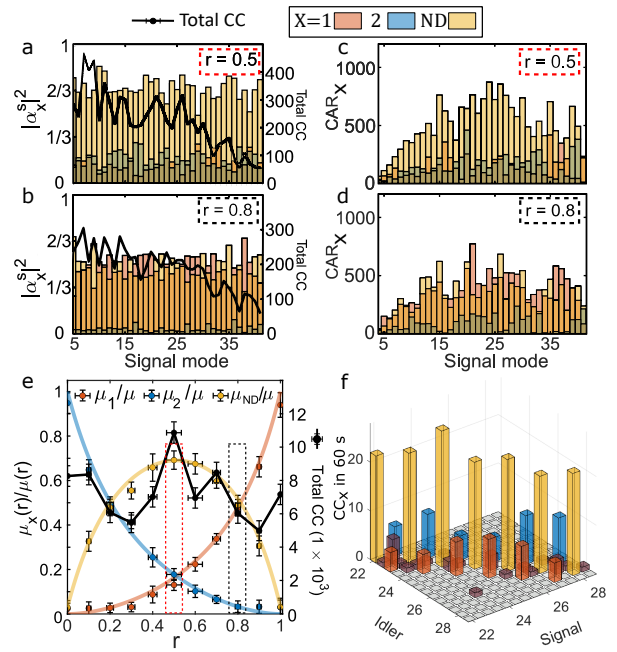 Total CC X=1 2 ND
a
1
2/3
1/3
0
|α_x^s|²
r = 0.5
400
300
200
100
0
Total CC
c
1000
500
0
CAR_X
r = 0.5
b
1
2/3
1/3
0
|α_x^s|²
r = 0.8
300
200
100
0
Total CC
5 15 25 35
Signal mode
d
1000
500
0
CAR_X
r = 0.8
5 15 25 35
Signal mode
e
μ_1/μ μ_2/μ μ_ND/μ
1
0.8
0.6
0.4
0.2
0
μ_x(r)/μ(r)
12
10
8
6
4
2
0
Total CC (1 × 10³)
0 0.2 0.4 0.6 0.8 1
r
f
20
10
0
CC_X in 60 s
22
24
26
28
Idler
22
24
26
28
Signal